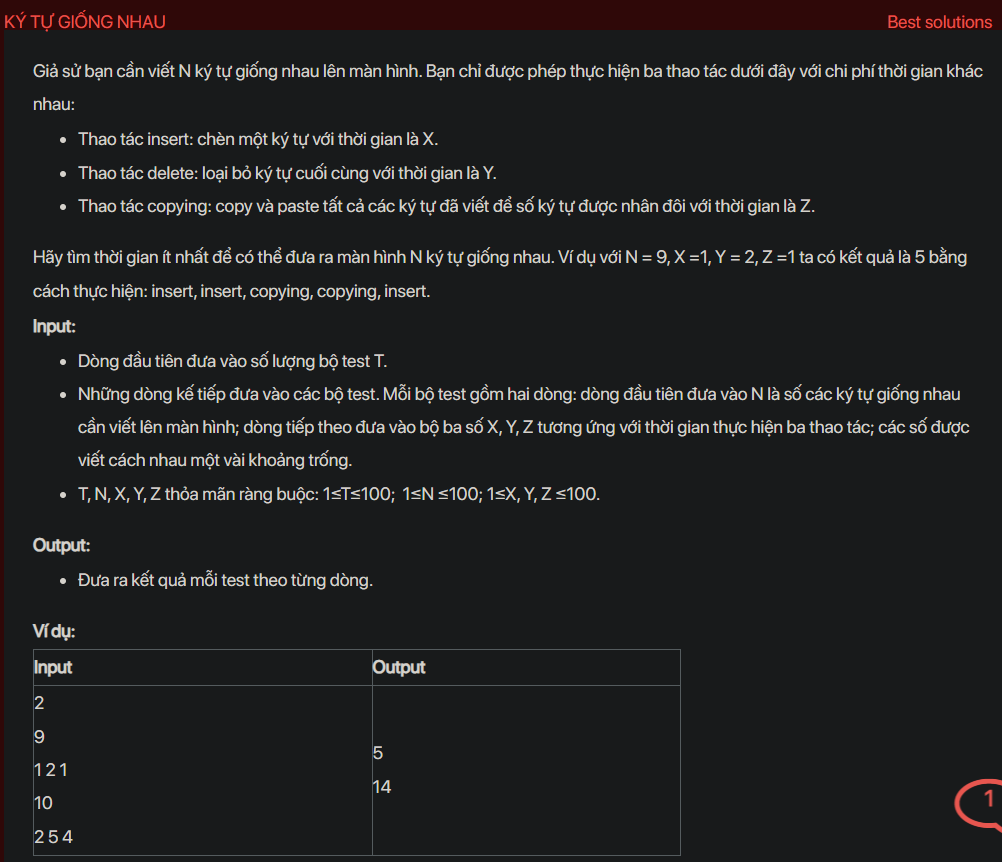 KÝ TỰ GIỐNG NHAU
Best solutions
Giả sử bạn cần viết N ký tự giống nhau lên màn hình. Bạn chỉ được phép thực hiện ba thao tác dưới đây với chi phí thời gian khác
nhau:
• Thao tác insert: chèn một ký tự với thời gian là X.
• Thao tác delete: loại bỏ ký tự cuối cùng với thời gian là Y.
• Thao tác copying: copy và paste tất cả các ký tự đã viết để số ký tự được nhân đôi với thời gian là Z.
Hãy tìm thời gian ít nhất để có thể đưa ra màn hình N ký tự giống nhau. Ví dụ với N = 9, X =1, Y = 2, Z =1 ta có kết quả là 5 bằng
cách thực hiện: insert, insert, copying, copying, insert.
Input:
• Dòng đầu tiên đưa vào số lượng bộ test T.
• Những dòng kế tiếp đưa vào các bộ test. Mỗi bộ test gồm hai dòng: dòng đầu tiên đưa vào N là số các ký tự giống nhau
cần viết lên màn hình; dòng tiếp theo đưa vào bộ ba số X, Y, Z tương ứng với thời gian thực hiện ba thao tác; các số được
viết cách nhau một vài khoảng trống.
• T, N, X, Y, Z thỏa mãn ràng buộc: 1≤T≤100; 1≤N ≤100; 1≤X, Y, Z ≤100.
Output:
• Đưa ra kết quả mỗi test theo từng dòng.
Ví dụ:
Input Output
2
9
1 2 1
10
2 5 4
5
14
1